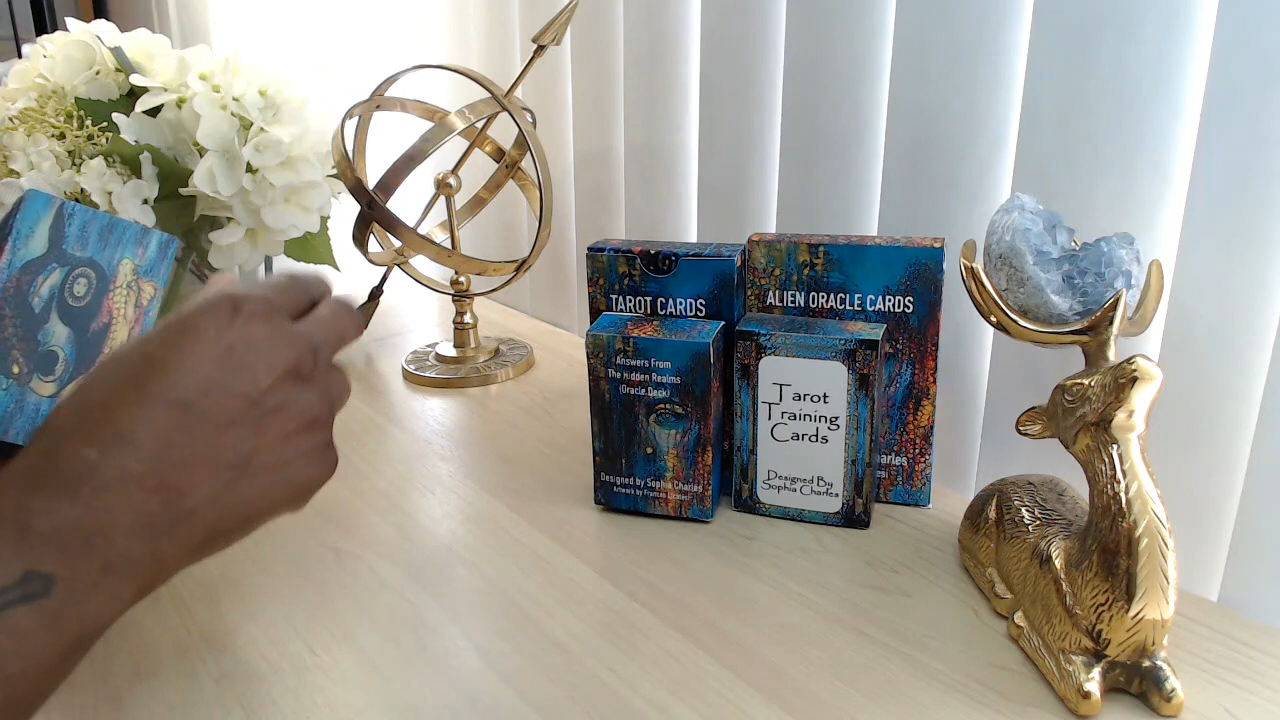 TAROT CARDS
ALIEN ORACLE CARDS
Answers From
The Hidden Realms
(Oracle Deck)
Designed by Sophia Charles
Artwork by Frances
Tarot
Training
Cards
Designed By
Sophia Charles
arles